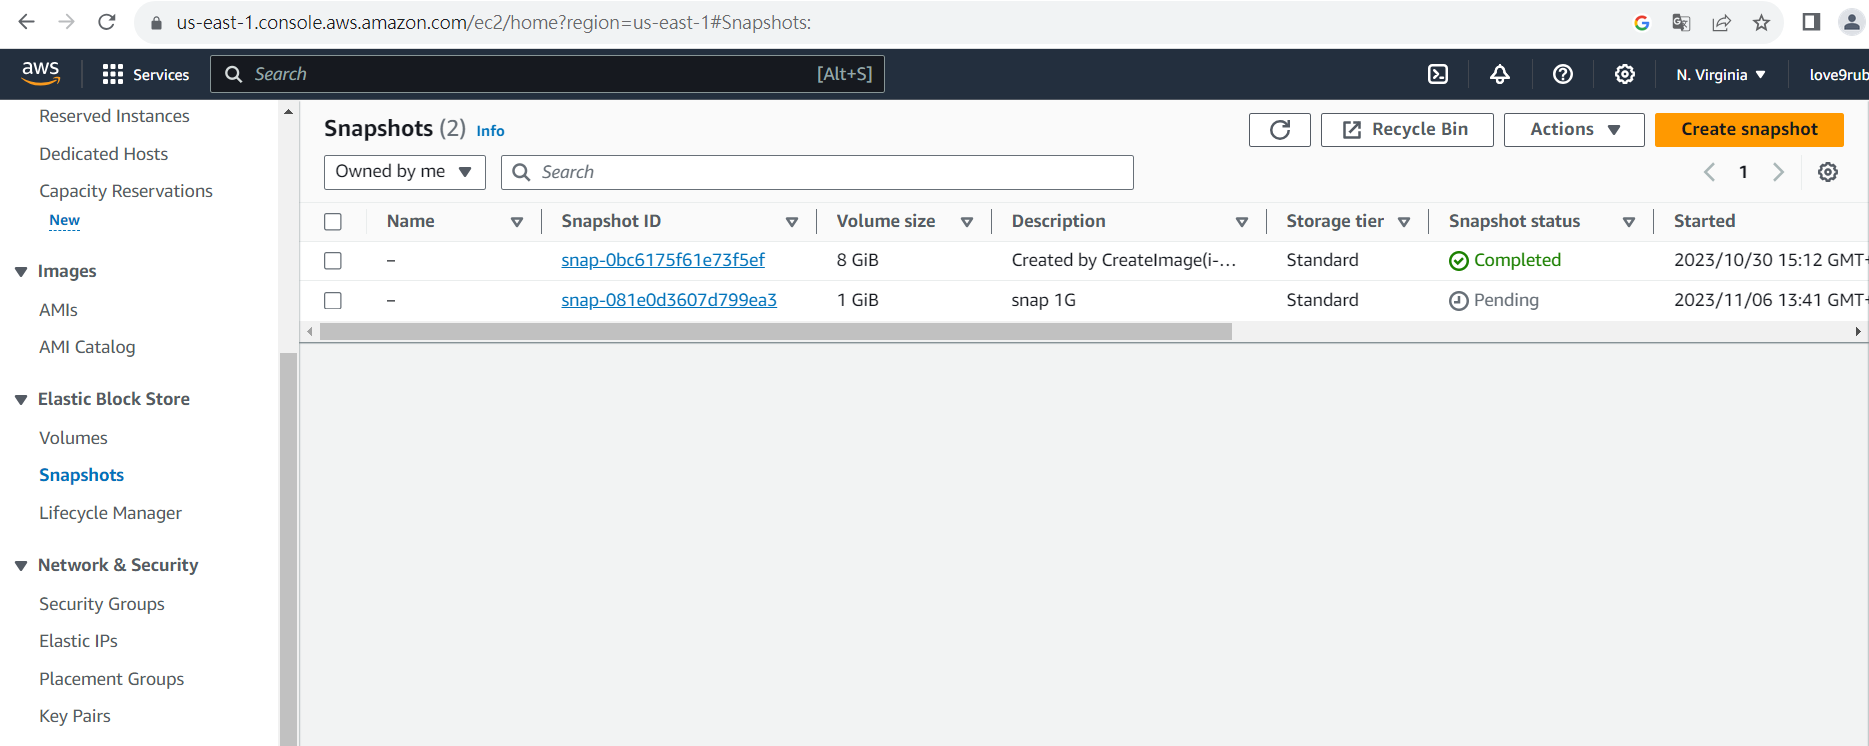 us-east-1.console.aws.amazon.com/ec2/home?region=us-east-1#Snapshots:
aws
Services
Search
[Alt+S]
N. Virginia
love9rub
Reserved Instances
Dedicated Hosts
Capacity Reservations
New
Images
AMIs
AMI Catalog
Elastic Block Store
Volumes
Snapshots
Lifecycle Manager
Network & Security
Security Groups
Elastic IPs
Placement Groups
Key Pairs
Snapshots (2) Info
Recycle Bin
Actions
Create snapshot
Owned by me
Search
1
Name Snapshot ID Volume size Description Storage tier Snapshot status Started
– snap-0bc6175f61e73f5ef 8 GiB Created by CreateImage(i-... Standard Completed 2023/10/30 15:12 GMT+
– snap-081e0d3607d799ea3 1 GiB snap 1G Standard Pending 2023/11/06 13:41 GMT+